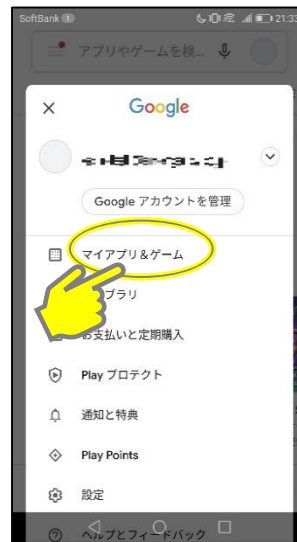 SoftBank 1 21:33
アプリやゲームを検...
Google
Google アカウントを管理
マイアプリ＆ゲーム
ブラリ
お支払いと定期購入
Play プロテクト
通知と特典
Play Points
設定
ヘルプとフィードバック